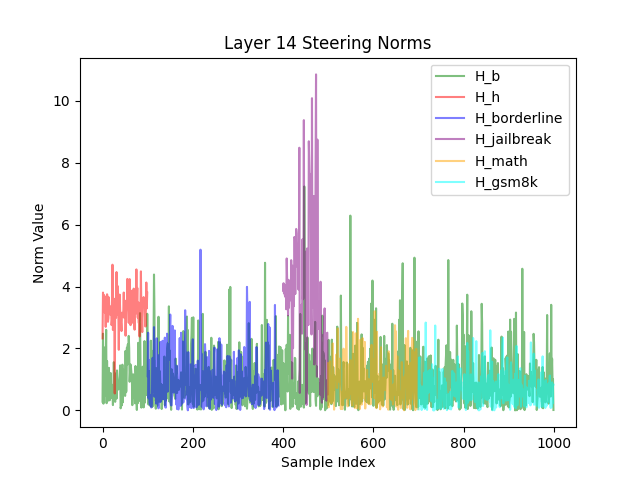 Layer 14 Steering Norms
H_b
H_h
H_borderline
H_jailbreak
H_math
H_gsm8k
Norm Value
10
8
6
4
2
0
0 200 400 600 800 1000
Sample Index